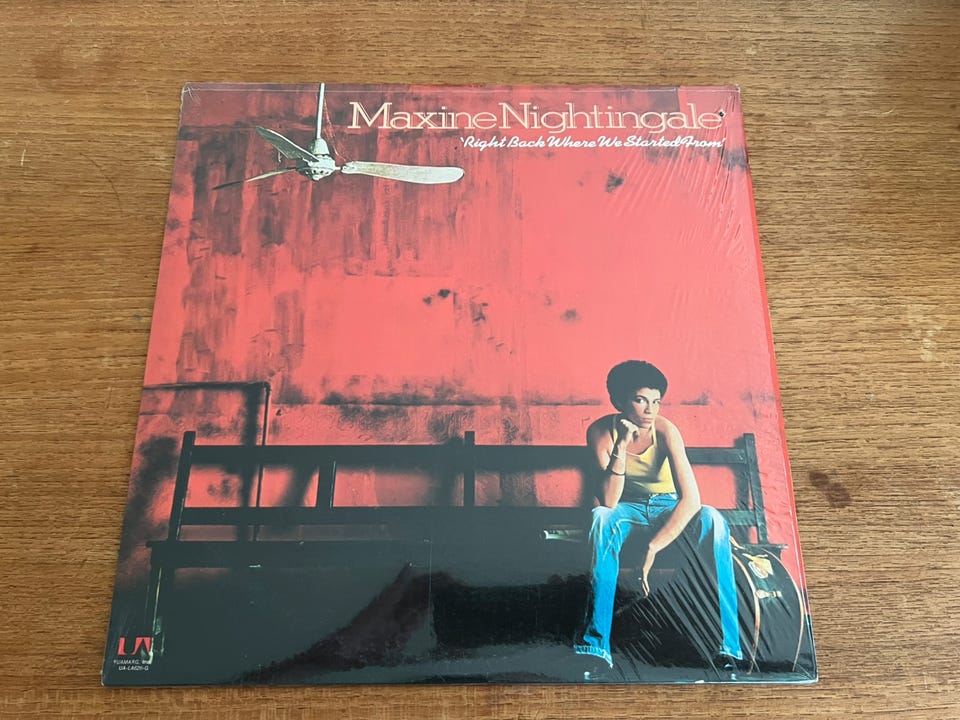 Maxine Nightingale
'Right Back Where We Started From'
UA
UA-LA626-G